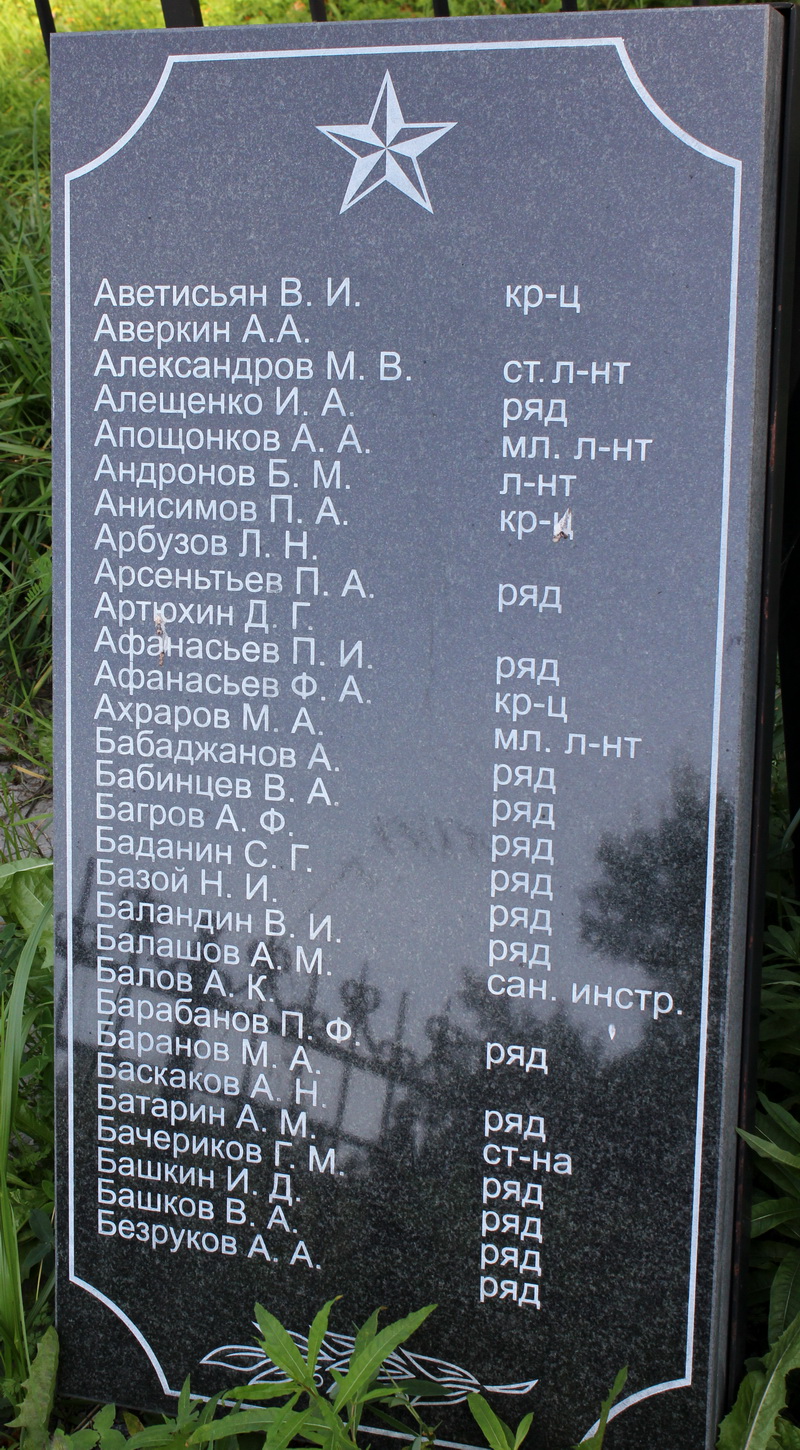 Аветисьян В. И. кр-ц
Аверкин А.А.
Александров М. В. ст. л-нт
Алещенко И. А. ряд
Апощонков А. А. мл. л-нт
Андронов Б. М. л-нт
Анисимов П. А. кр-ц
Арбузов Л. Н.
Арсеньтьев П. А. ряд
Артюхин Д. Г.
Афанасьев П. И. ряд
Афанасьев Ф. А. кр-ц
Ахраров М. А. мл. л-нт
Бабаджанов А. ряд
Бабинцев В. А. ряд
Багров А. Ф. ряд
Баданин С. Г. ряд
Базой Н. И. ряд
Баландин В. И. ряд
Балашов А. М. сан. инстр.
Балов А. К.
Барабанов П. Ф. ряд
Баранов М. А.
Баскаков А. Н. ряд
Батарин А. М. ст-на
Бачериков Г. М. ряд
Башкин И. Д. ряд
Башков В. А. ряд
Безруков А. А. ряд